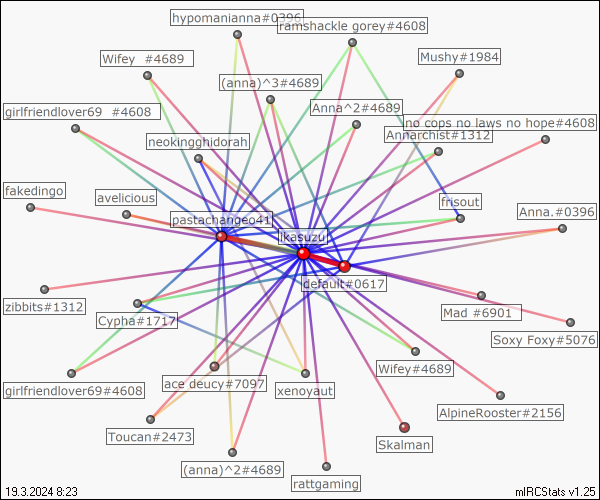 hypomanianna#0396
ramshackle gorey#4608
Wifey #4689
Mushy#1984
(anna)^3#4689
girlfriendlover69 #4608
Anna^2#4689
no cops no laws no hope#4608
neokingghidorah
Annarchist#1312
fakedingo
avelicious
frisout
pastachangeo41
Anna.#0396
ikasuzu
default#0617
zibbits#1312
Cypha#1717
Mad #6901
Soxy Foxy#5076
Wifey#4689
girlfriendlover69#4608
ace deucy#7097
xenoyaut
AlpineRooster#2156
Toucan#2473
Skalman
(anna)^2#4689
rattgaming
19.3.2024 8:23
mIRCStats v1.25